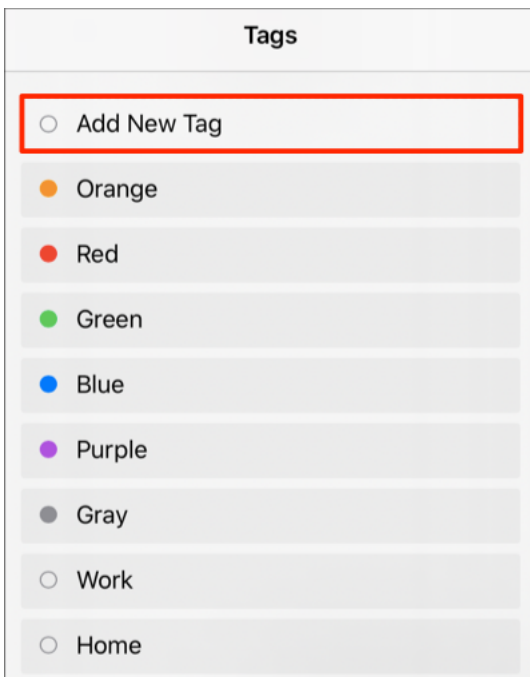 Tags
Add New Tag
Orange
Red
Green
Blue
Purple
Gray
Work
Home